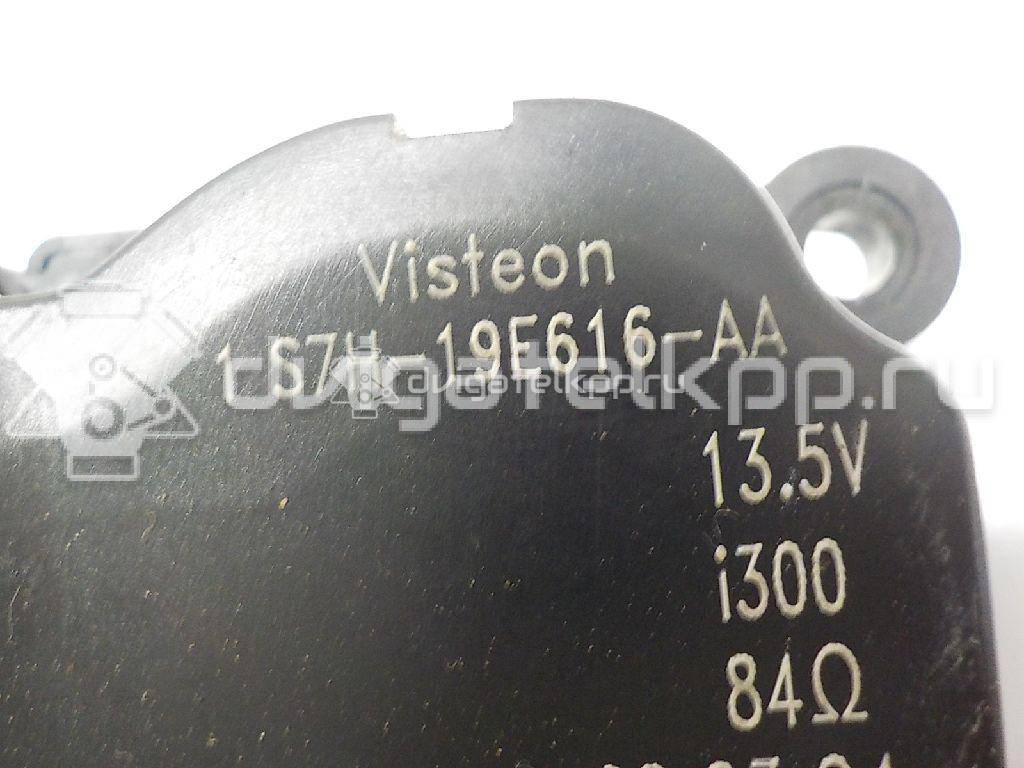 Visteon
1S7H-19E616-AA
dvigatelkpp.ru
13.5V
i300
84Ω